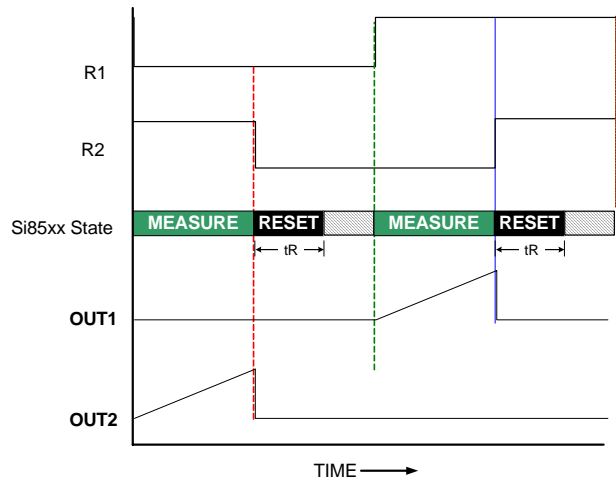 R1
R2
Si85xx State
MEASURE RESET MEASURE RESET
tR tR
OUT1
OUT2
TIME